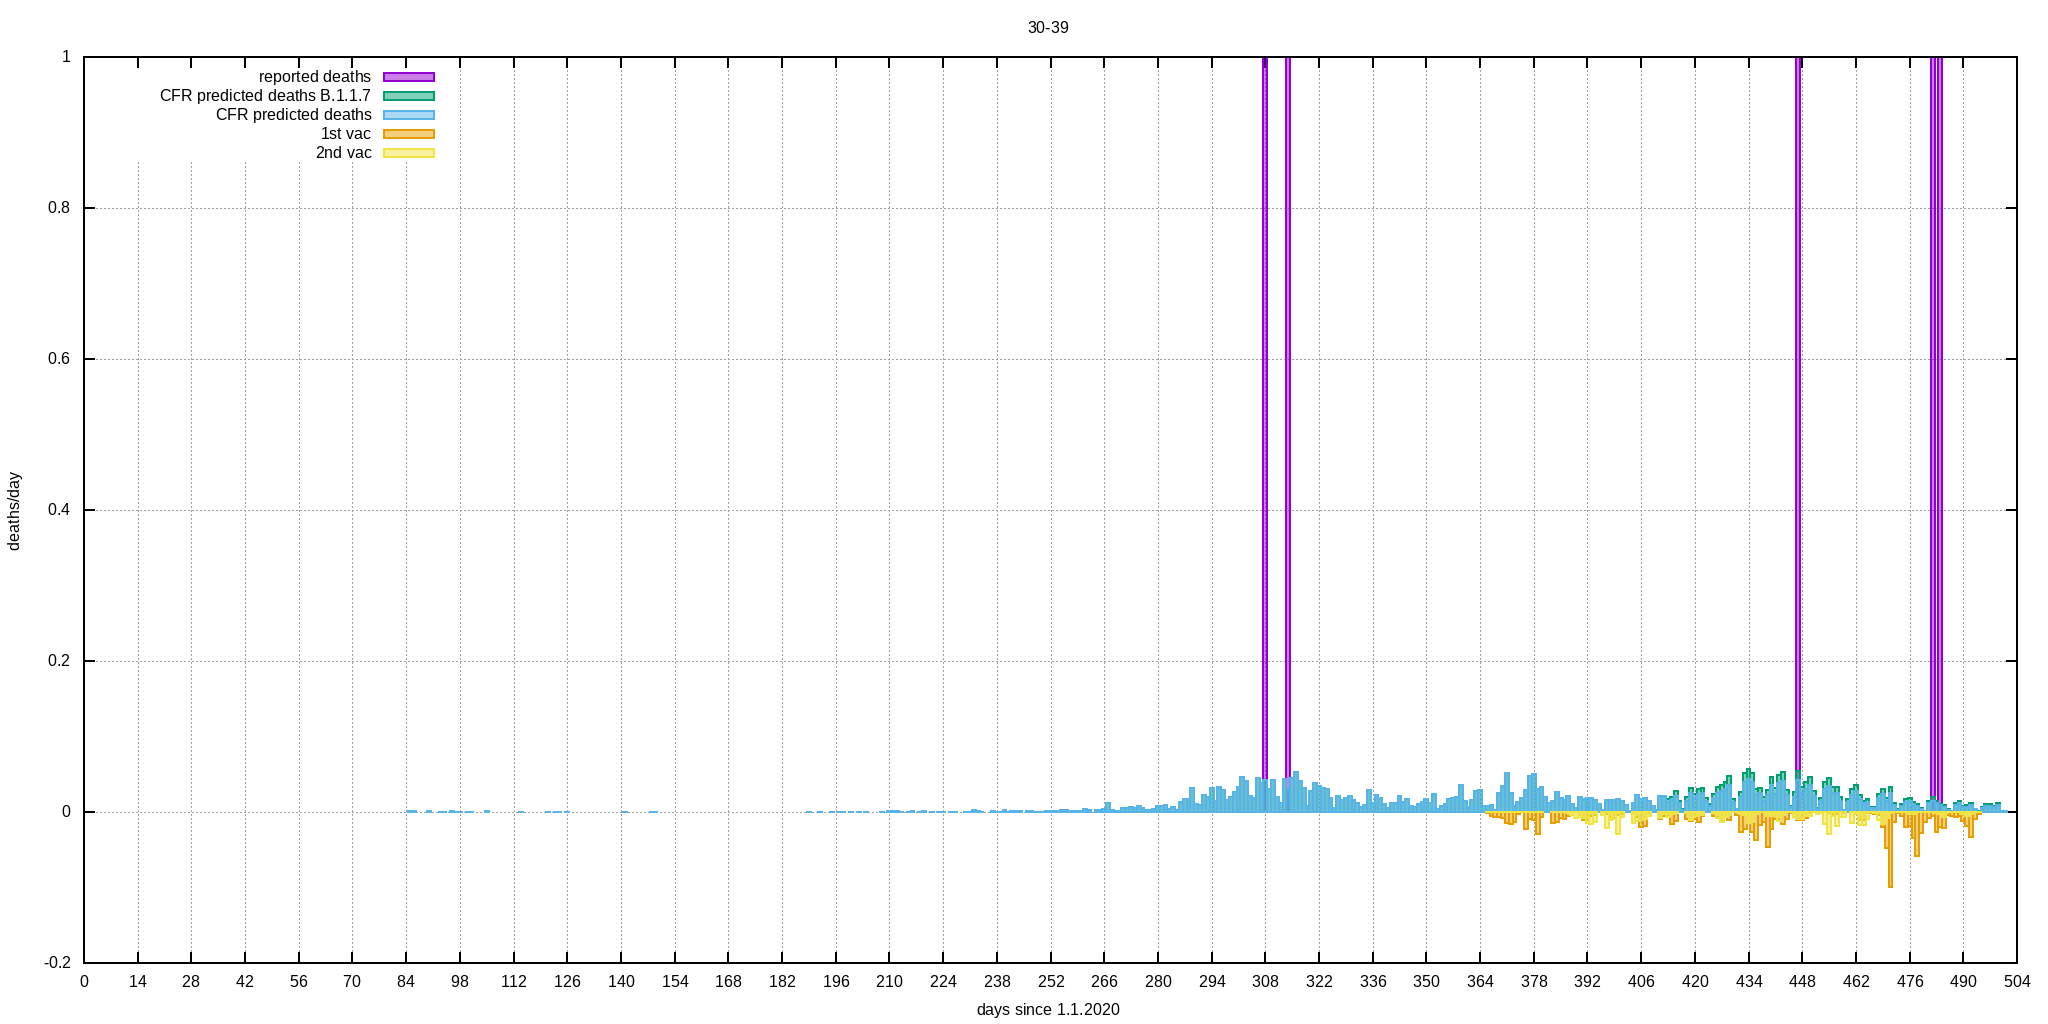 30-39
1
reported deaths
CFR predicted deaths B.1.1.7
CFR predicted deaths
1st vac
2nd vac
0.8
0.6
0.4
0.2
0
-0.2
deaths/day
0 14 28 42 56 70 84 98 112 126 140 154 168 182 196 210 224 238 252 266 280 294 308 322 336 350 364 378 392 406 420 434 448 462 476 490 504
days since 1.1.2020